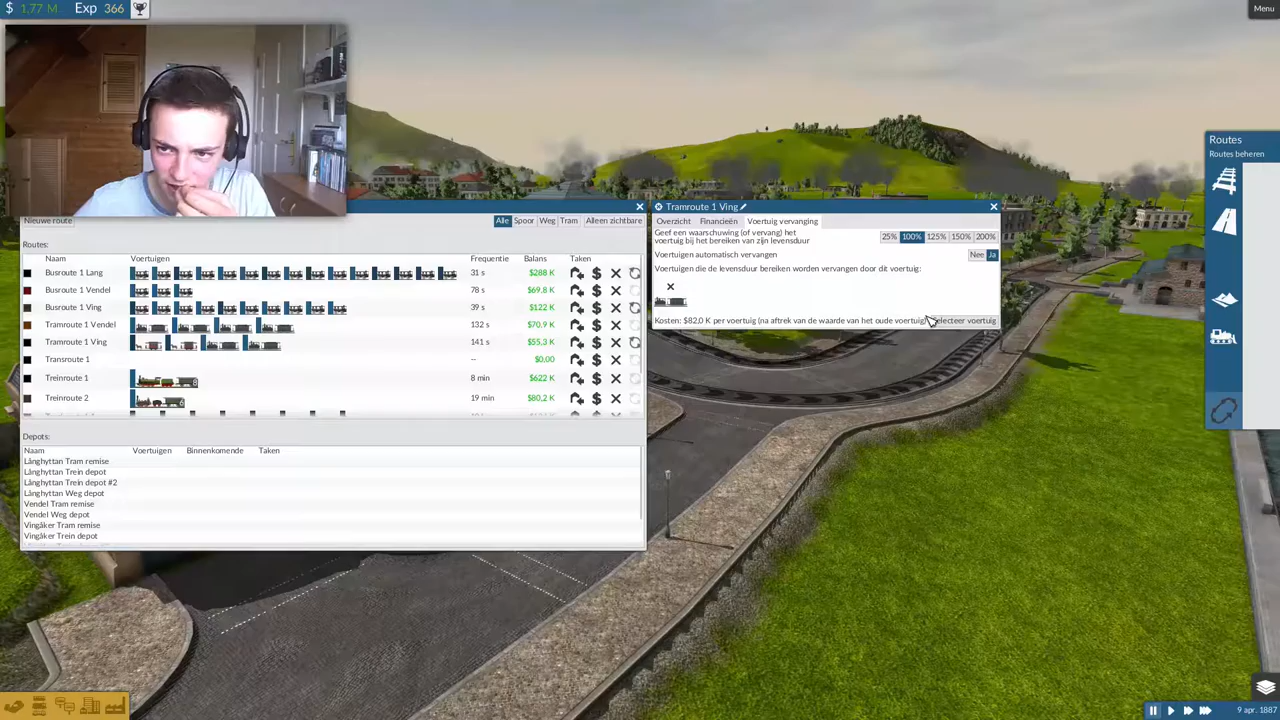 $ 1.77 M Exp 366
Menu
Nieuwe route
Alle Spoor Weg Tram Alleen zichtbare
Routes:
Naam Voertuigen Frequentie Balans Taken
Busroute 1 Lang 31 s $288 K
Busroute 1 Vendel 78 s $69.8 K
Busroute 1 Ving 39 s $122 K
Tramroute 1 Vendel 132 s $70.9 K
Tramroute 1 Ving 141 s $55.3 K
Transroute 1 -- $0.00
Treinroute 1 8 min $622 K
Treinroute 2 19 min $80.2 K
Depots:
Naam Voertuigen Binnenkomende Taken
Långhyttan Tram remise
Långhyttan Trein depot
Långhyttan Trein depot #2
Långhyttan Weg depot
Vendel Tram remise
Vendel Weg depot
Vingåker Tram remise
Vingåker Trein depot
Tramroute 1 Ving
Overzicht Financieën Voertuig vervanging
Geef een waarschuwing (of vervang) het
voertuig bij het bereiken van zijn levensduur
25% 100% 125% 150% 200%
Voertuigen automatisch vervangen Nee Ja
Voertuigen die de levensduur bereiken worden vervangen door dit voertuig:
Kosten: $82.0 K per voertuig (na aftrek van de waarde van het oude voertuig) Selecteer voertuig
Routes
Routes beheren
9 apr. 1887